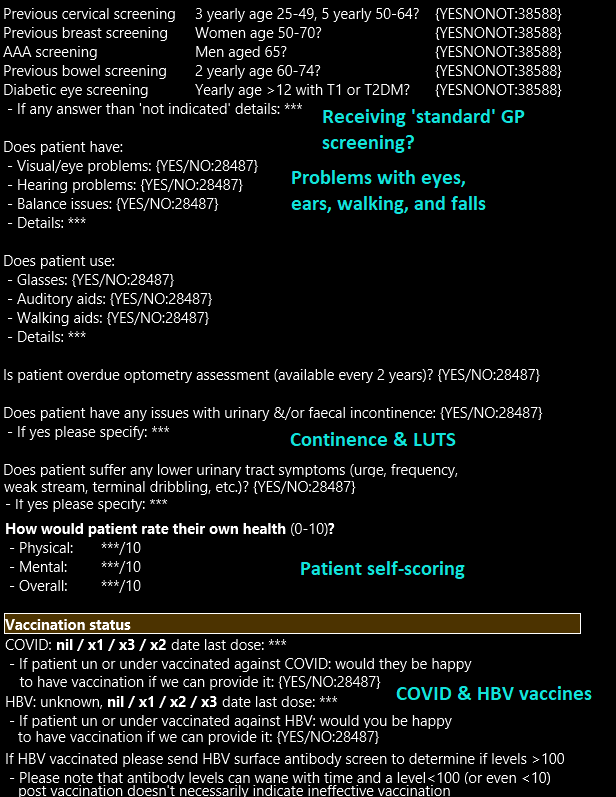 Previous cervical screening 3 yearly age 25-49, 5 yearly 50-64? {YESNONOT:38588}
Previous breast screening Women age 50-70? {YESNONOT:38588}
AAA screening Men aged 65? {YESNONOT:38588}
Previous bowel screening 2 yearly age 60-74? {YESNONOT:38588}
Diabetic eye screening Yearly age >12 with T1 or T2DM? {YESNONOT:38588}
- If any answer than 'not indicated' details: ***
Receiving 'standard' GP
screening?
Does patient have:
- Visual/eye problems: {YES/NO:28487}
- Hearing problems: {YES/NO:28487}
- Balance issues: {YES/NO:28487}
- Details: ***
Problems with eyes,
ears, walking, and falls
Does patient use:
- Glasses: {YES/NO:28487}
- Auditory aids: {YES/NO:28487}
- Walking aids: {YES/NO:28487}
- Details: ***
Is patient overdue optometry assessment (available every 2 years)? {YES/NO:28487}
Does patient have any issues with urinary &/or faecal incontinence: {YES/NO:28487}
- If yes please specify: ***
Continence & LUTS
Does patient suffer any lower urinary tract symptoms (urge, frequency,
weak stream, terminal dribbling, etc.)? {YES/NO:28487}
- If yes please specify: ***
How would patient rate their own health (0-10)?
- Physical: ***/10
- Mental: ***/10
- Overall: ***/10
Patient self-scoring
Vaccination status
COVID: nil / x1 / x3 / x2 date last dose: ***
- If patient un or under vaccinated against COVID: would they be happy
to have vaccination if we can provide it: {YES/NO:28487}
COVID & HBV vaccines
HBV: unknown, nil / x1 / x2 / x3 date last dose: ***
- If patient un or under vaccinated against HBV: would you be happy
to have vaccination if we can provide it: {YES/NO:28487}
If HBV vaccinated please send HBV surface antibody screen to determine if levels >100
- Please note that antibody levels can wane with time and a level<100 (or even <10)
post vaccination doesn't necessarily indicate ineffective vaccination